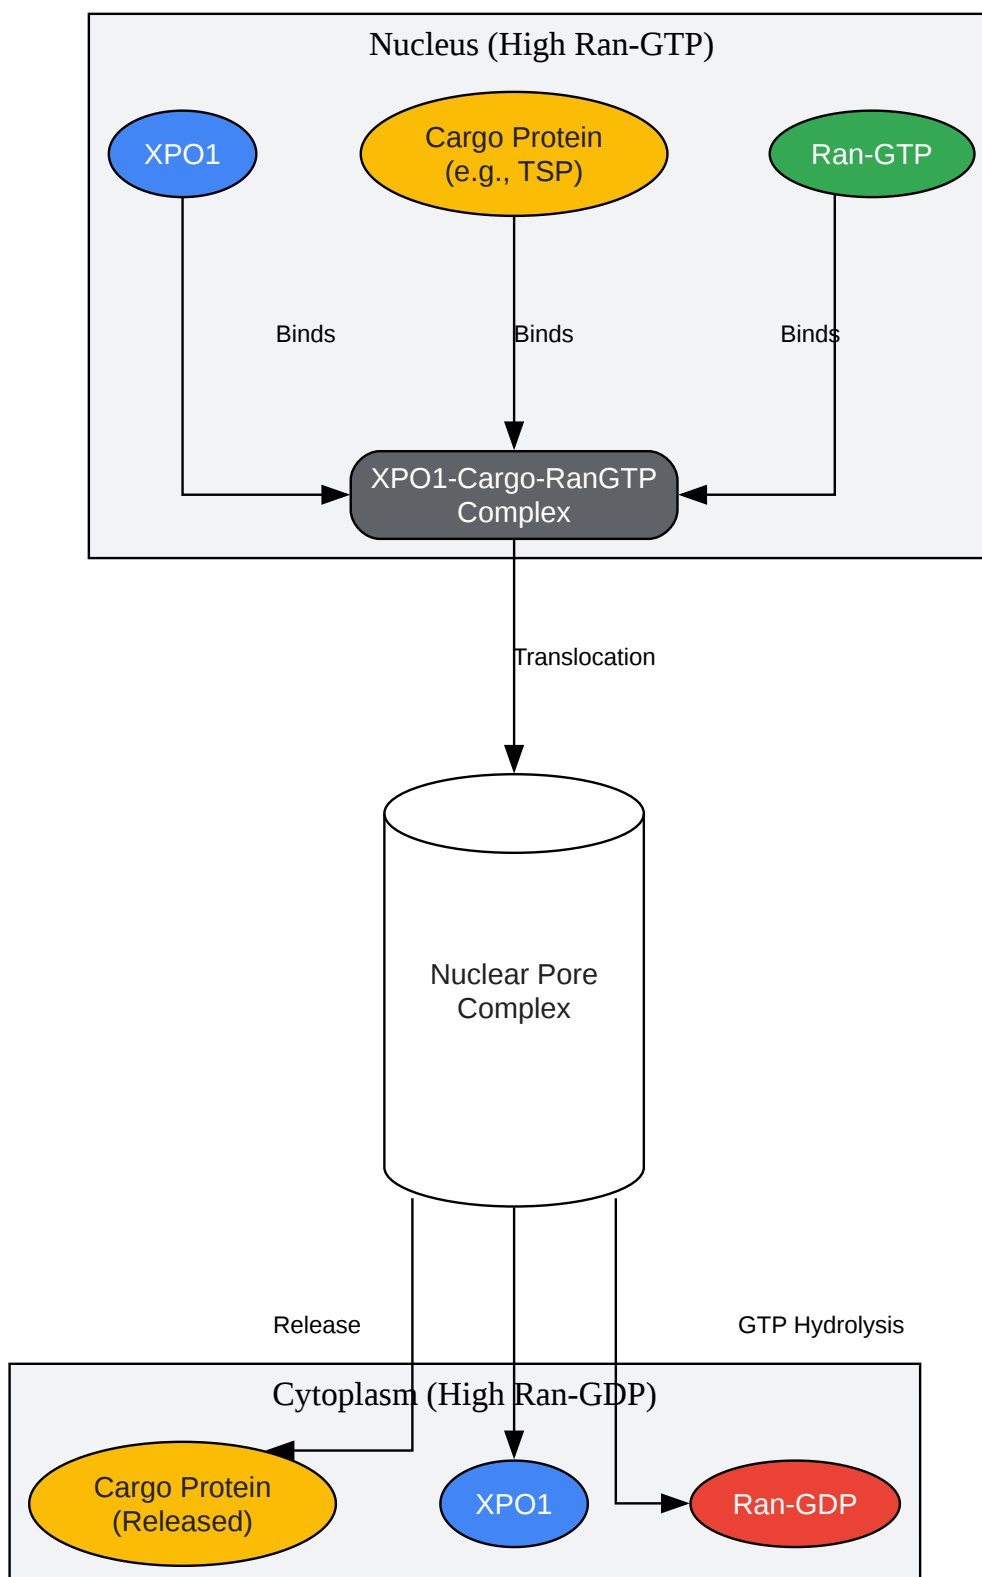 Nucleus (High Ran-GTP)
XPO1
Cargo Protein
(e.g., TSP)
Ran-GTP
Binds
Binds
Binds
XPO1-Cargo-RanGTP
Complex
Translocation
Nuclear Pore
Complex
Release
GTP Hydrolysis
Cytoplasm (High Ran-GDP)
Cargo Protein
(Released)
XPO1
Ran-GDP